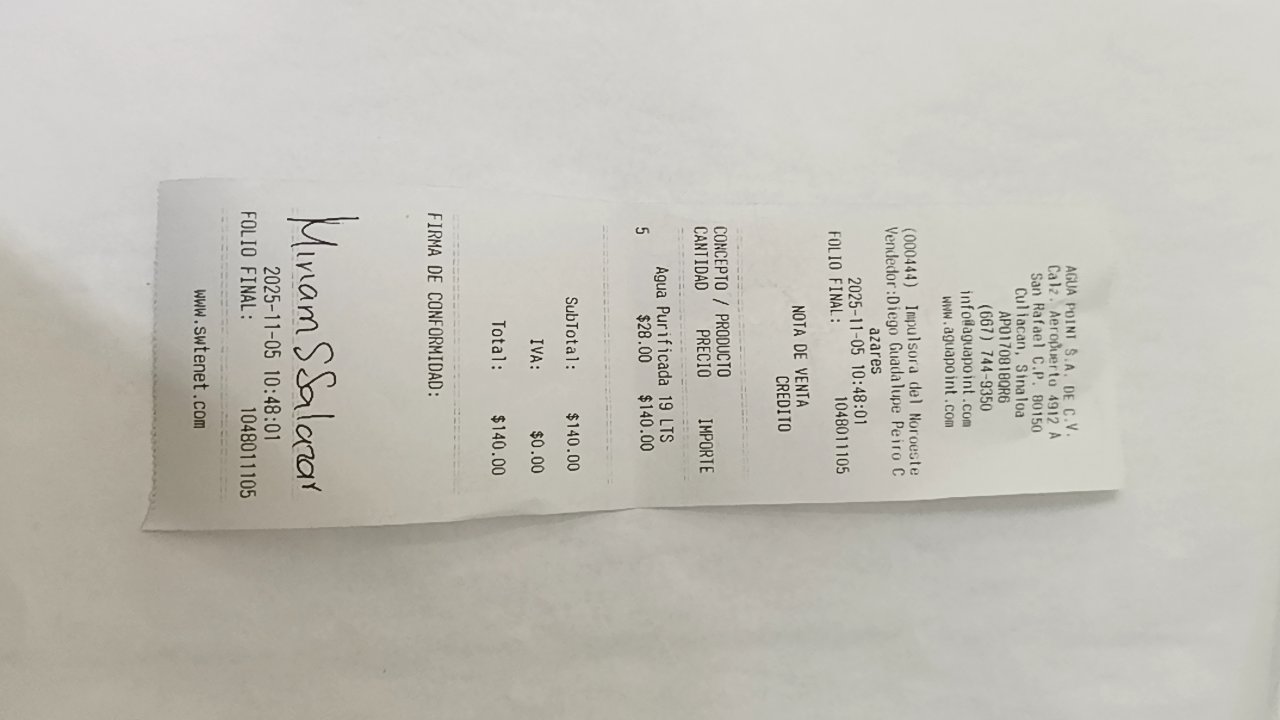 AGUA POINT S.A. DE C.V.
Calz. Aeropuerto 4912 A
San Rafael C.P. 80150
Culiacan, Sinaloa
APO170818QR6
(667) 744-9350
info@aguapoint.com
www.aguapoint.com
(000444) Impulsora del Noroeste
Vendedor:Diego Guadalupe Peiro C
azares
2025-11-05 10:48:01
FOLIO FINAL: 1048011105
NOTA DE VENTA
CREDITO
CONCEPTO / PRODUCTO
CANTIDAD PRECIO IMPORTE
Agua Purificada 19 LTS
5 $28.00 $140.00
SubTotal: $140.00
IVA: $0.00
Total: $140.00
FIRMA DE CONFORMIDAD:
Miriam S Salazar
2025-11-05 10:48:01
FOLIO FINAL: 1048011105
www.swtenet.com